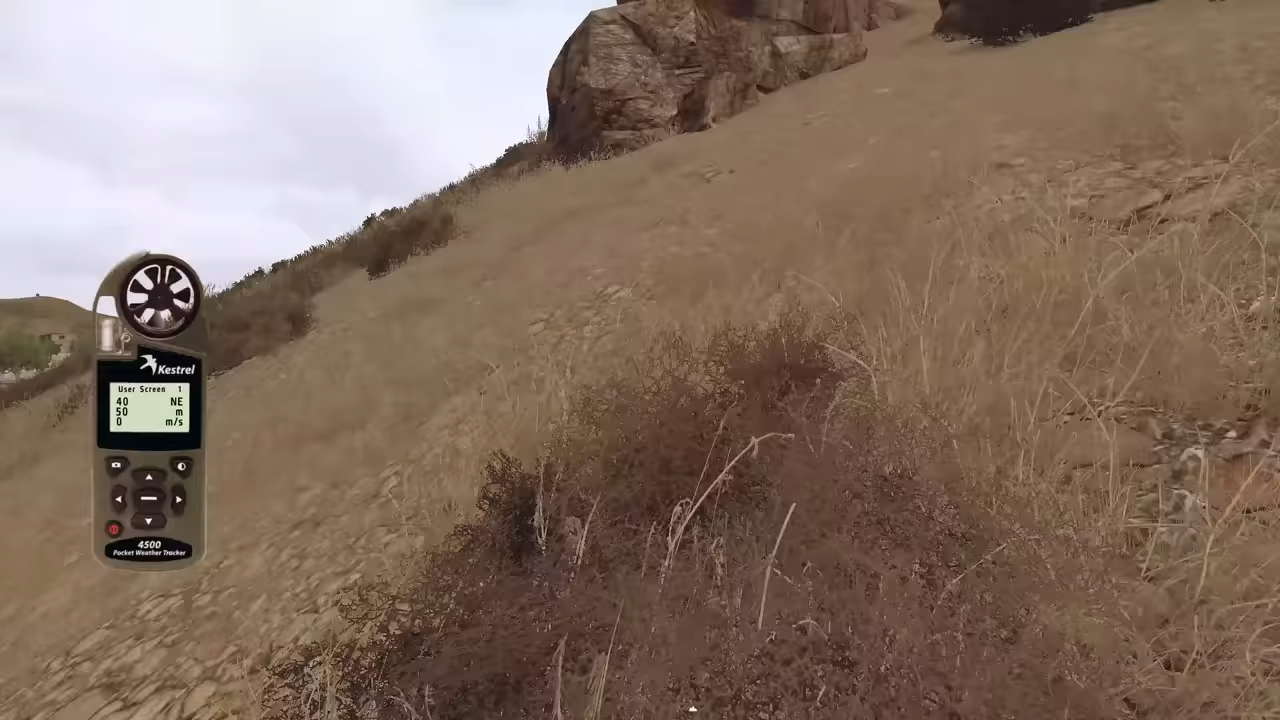 Kestrel
User Screen 1
40 NE
50 m
0 m/s
4500
Pocket Weather Tracker